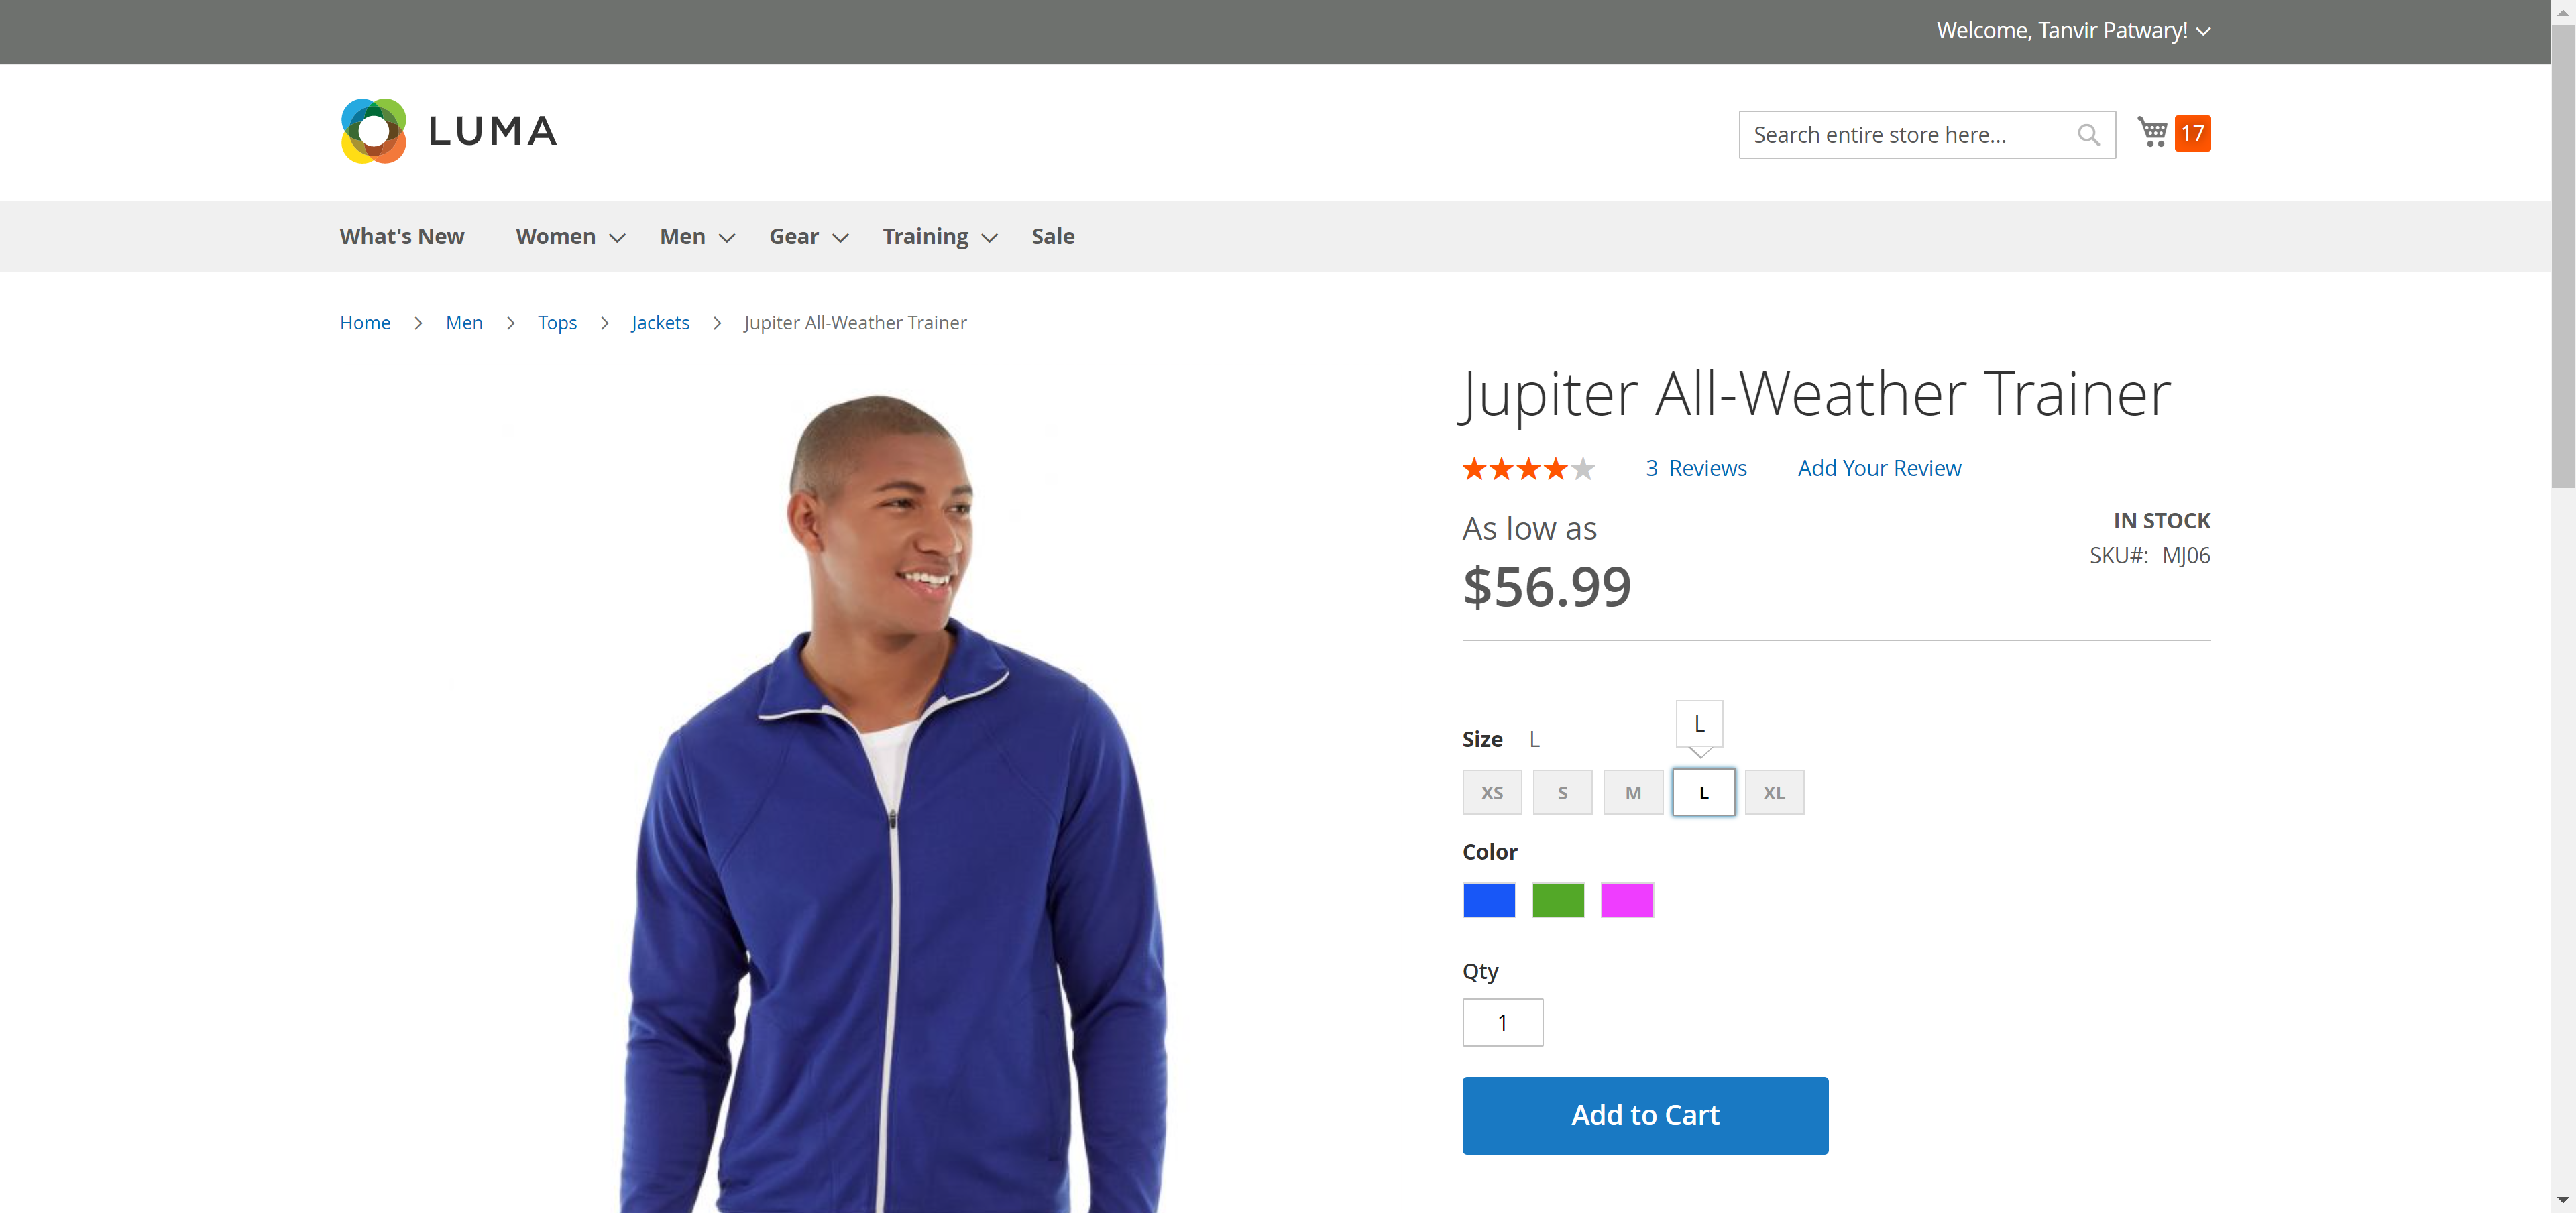 Welcome, Tanvir Patwary!
LUMA
Search entire store here...
17
What's New Women Men Gear Training Sale
Home Men Tops Jackets Jupiter All-Weather Trainer
Jupiter All-Weather Trainer
3 Reviews Add Your Review
As low as
IN STOCK
SKU#: MJ06
$56.99
L
Size L
XS S M L XL
Color
Qty
1
Add to Cart